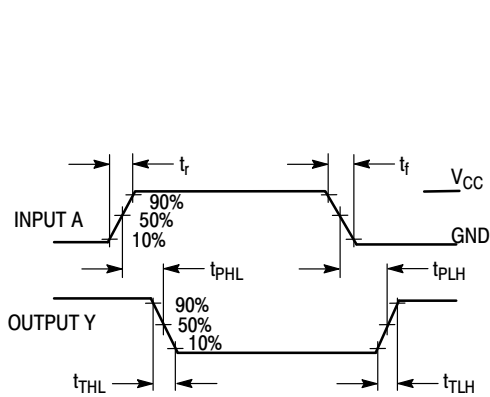 tr
tf
VCC
90%
INPUT A
50%
10%
GND
tPHL
tPLH
90%
OUTPUT Y
50%
10%
tTHL
tTLH